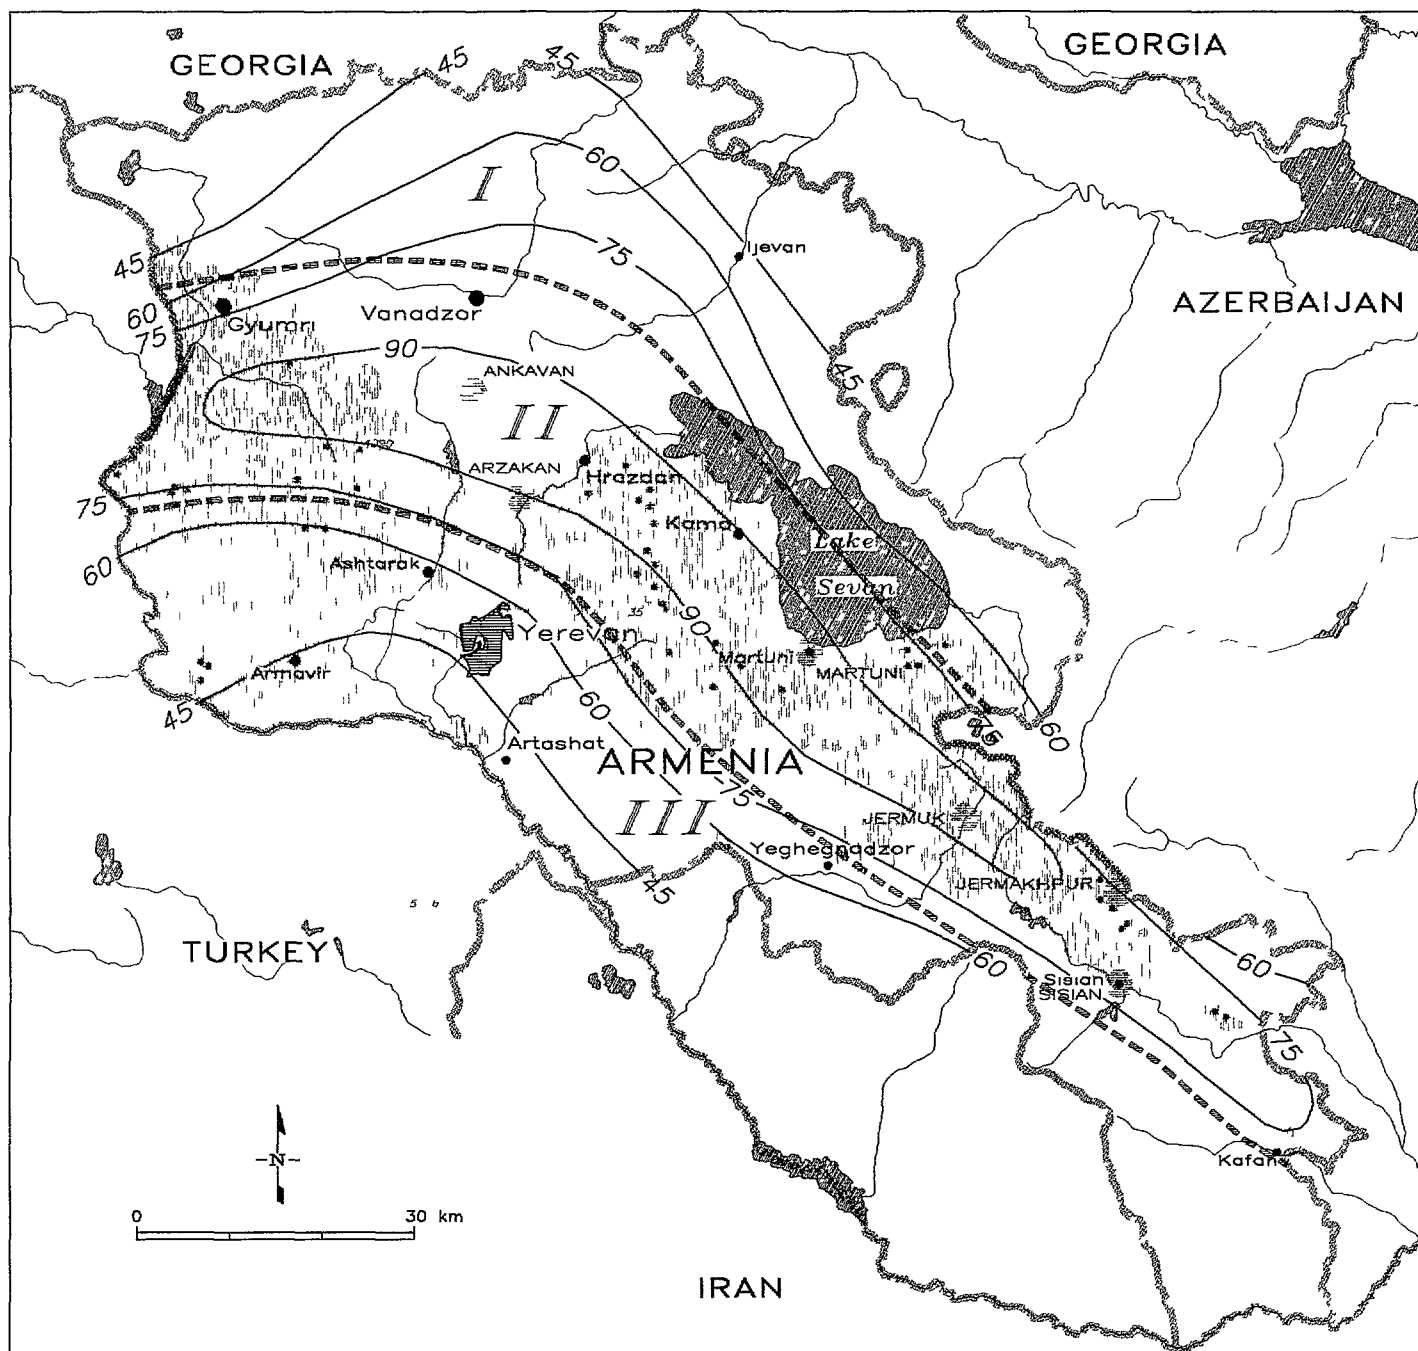 GEORGIA
45
45
GEORGIA
I
60
75
Ijevan
45
60
75
Gyumri
Vanadzor
AZERBAIJAN
90
ANKAVAN
45
II
ARZAKAN
Hrazdan
75
60
Kamo
Lake
Sevan
Ashtarak
35
90
Yerevan
Martuni
MARTUNI
Armavir
45
60
75
60
Artashat
ARMENIA
75
III
JERMUK
Yeghegnadzor
JERMAKHPUR
45
TURKEY
60
60
Sisian
SISIAN
75
-N-
Kafan
0
30 km
IRAN